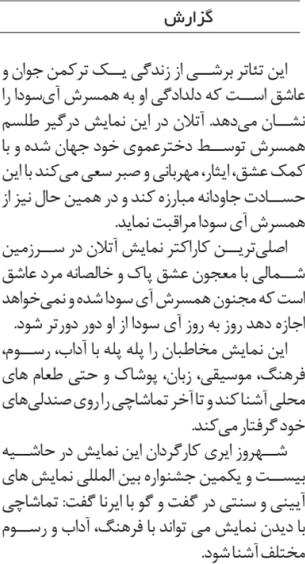 گزارش
این تئاتر برشی از زندگی یک ترکمن جوان و
عاشق است که دلدادگی او به همسرش آی‌سودا را
نشان می‌دهد. آتلان در این نمایش درگیر طلسم
همسرش توسط دخترعموی خود جهان شده و با
کمک عشق، ایثار، مهربانی و صبر سعی می‌کند با این
حسادت جاودانه مبارزه کند و در همین حال نیز از
همسرش آی سودا مراقبت نماید.
اصلی‌ترین کاراکتر نمایش آتلان در سرزمین
شمالی با معجون عشق پاک و خالصانه مرد عاشق
است که مجنون همسرش آی سودا شده و نمی‌خواهد
اجازه دهد روز به روز آی سودا از او دور دورتر شود.
این نمایش مخاطبان را پله پله با آداب، رسوم،
فرهنگ، موسیقی، زبان، پوشاک و حتی طعام های
محلی آشنا کند و تا آخر تماشاچی را روی صندلی‌های
خود گرفتار می‌کند.
شهروز ایری کارگردان این نمایش در حاشیه
بیست و یکمین جشنواره بین المللی نمایش های
آیینی و سنتی در گفت و گو با ایرنا گفت: تماشاچی
با دیدن نمایش می تواند با فرهنگ، آداب و رسوم
مختلف آشنا شود.